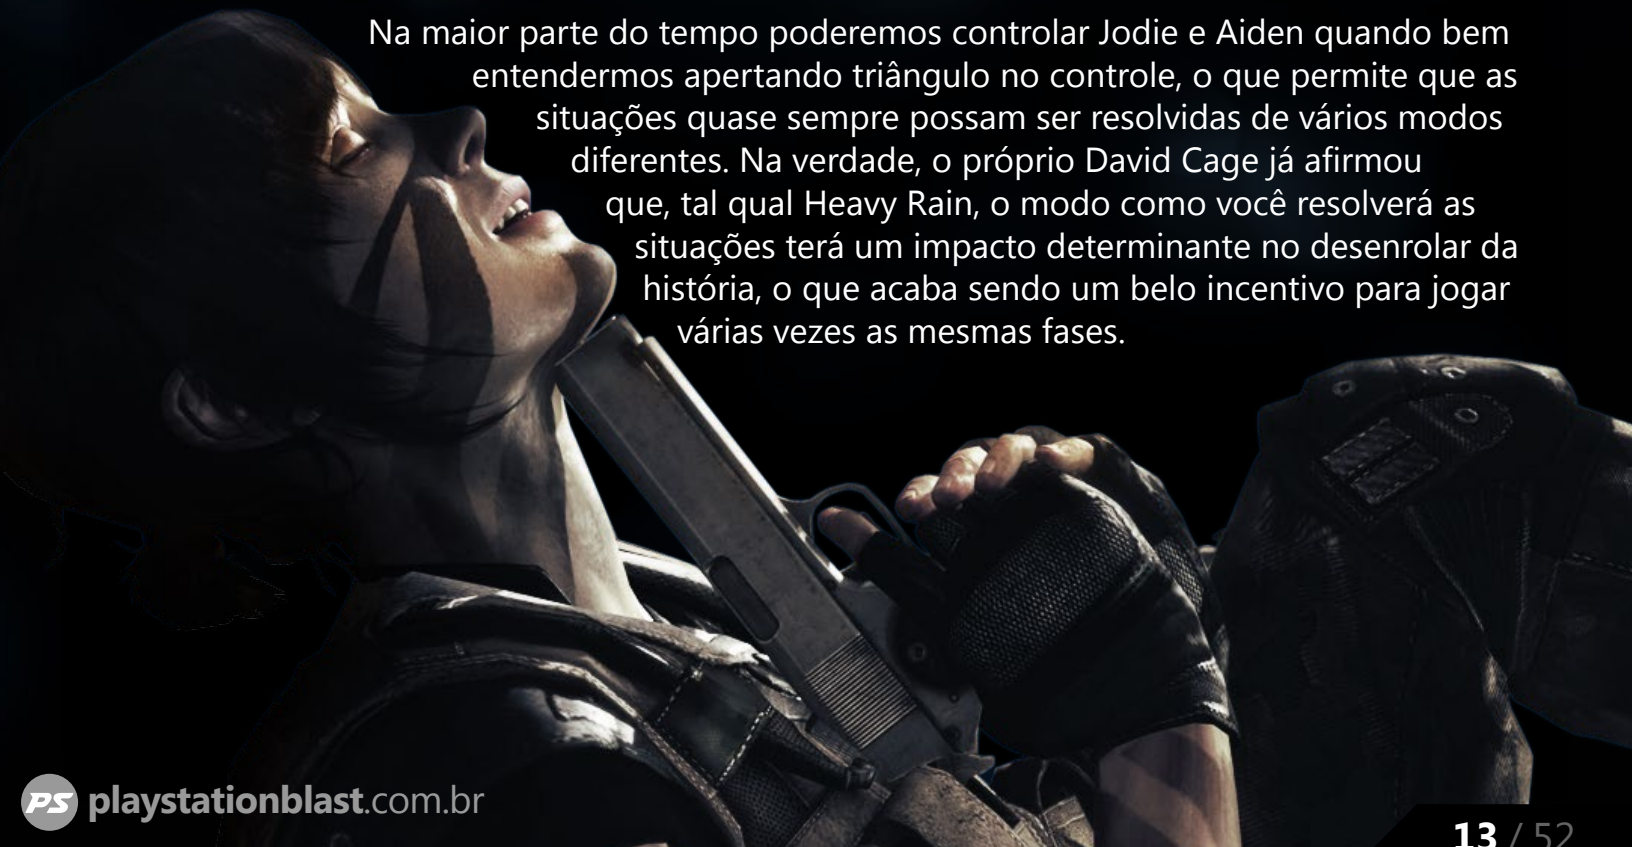 Na maior parte do tempo poderemos controlar Jodie e Aiden quando bem
entendermos apertando triângulo no controle, o que permite que as
situações quase sempre possam ser resolvidas de vários modos
diferentes. Na verdade, o próprio David Cage já afirmou
que, tal qual Heavy Rain, o modo como você resolverá as
situações terá um impacto determinante no desenrolar da
história, o que acaba sendo um belo incentivo para jogar
várias vezes as mesmas fases.
PS playstationblast.com.br
13 / 52